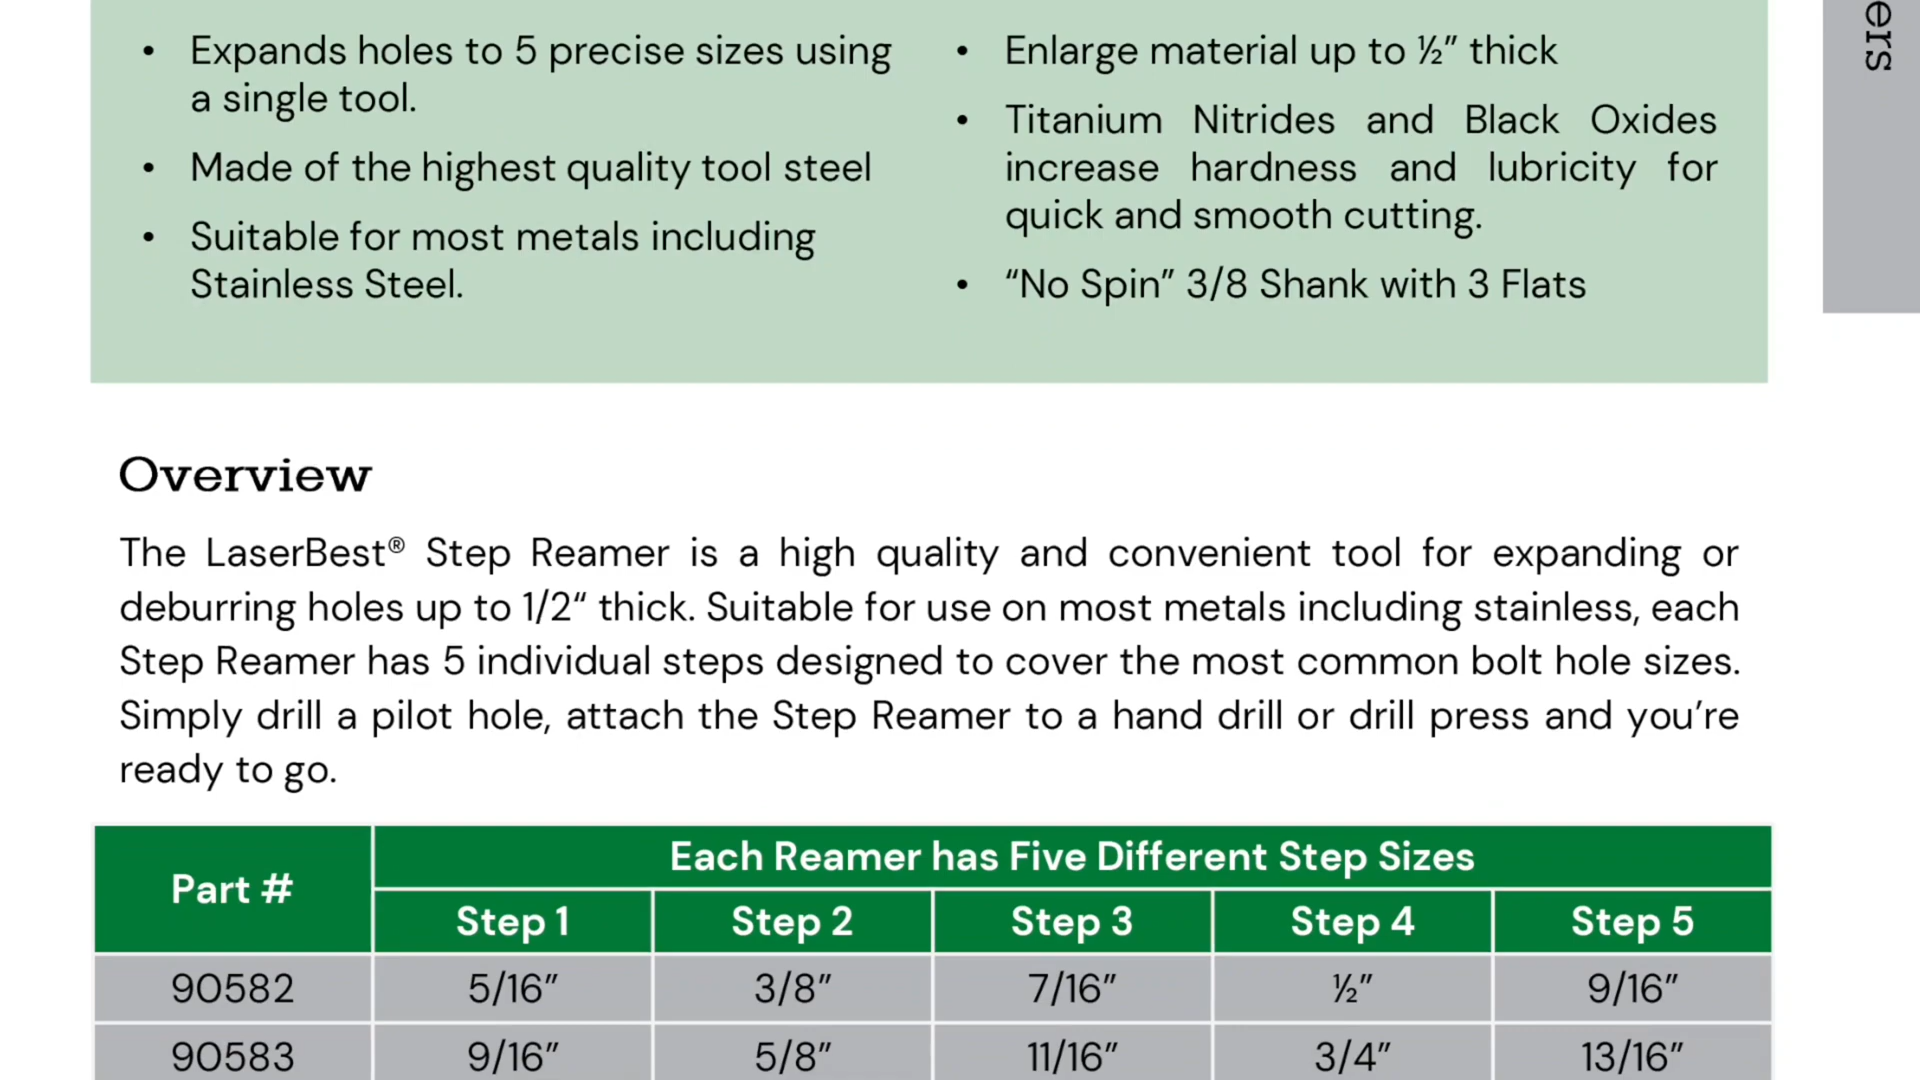 • Expands holes to 5 precise sizes using
a single tool.
• Made of the highest quality tool steel
• Suitable for most metals including
Stainless Steel.
• Enlarge material up to ½” thick
• Titanium Nitrides and Black Oxides
increase hardness and lubricity for
quick and smooth cutting.
• “No Spin” 3/8 Shank with 3 Flats
ers
Overview
The LaserBest® Step Reamer is a high quality and convenient tool for expanding or
deburring holes up to 1/2“ thick. Suitable for use on most metals including stainless, each
Step Reamer has 5 individual steps designed to cover the most common bolt hole sizes.
Simply drill a pilot hole, attach the Step Reamer to a hand drill or drill press and you’re
ready to go.
Part # Each Reamer has Five Different Step Sizes
Step 1 Step 2 Step 3 Step 4 Step 5
90582 5/16” 3/8” 7/16” ½” 9/16”
90583 9/16” 5/8” 11/16” 3/4” 13/16”